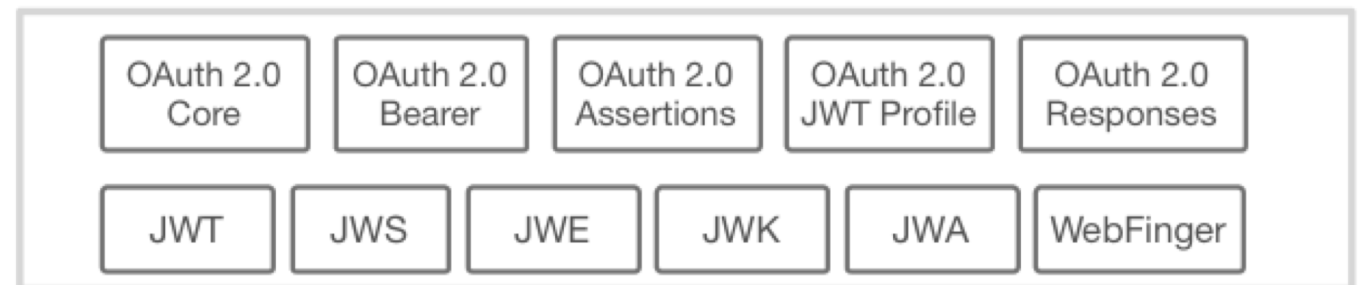 OAuth 2.0
Core
OAuth 2.0
Bearer
OAuth 2.0
Assertions
OAuth 2.0
JWT Profile
OAuth 2.0
Responses
JWT
JWS
JWE
JWK
JWA
WebFinger